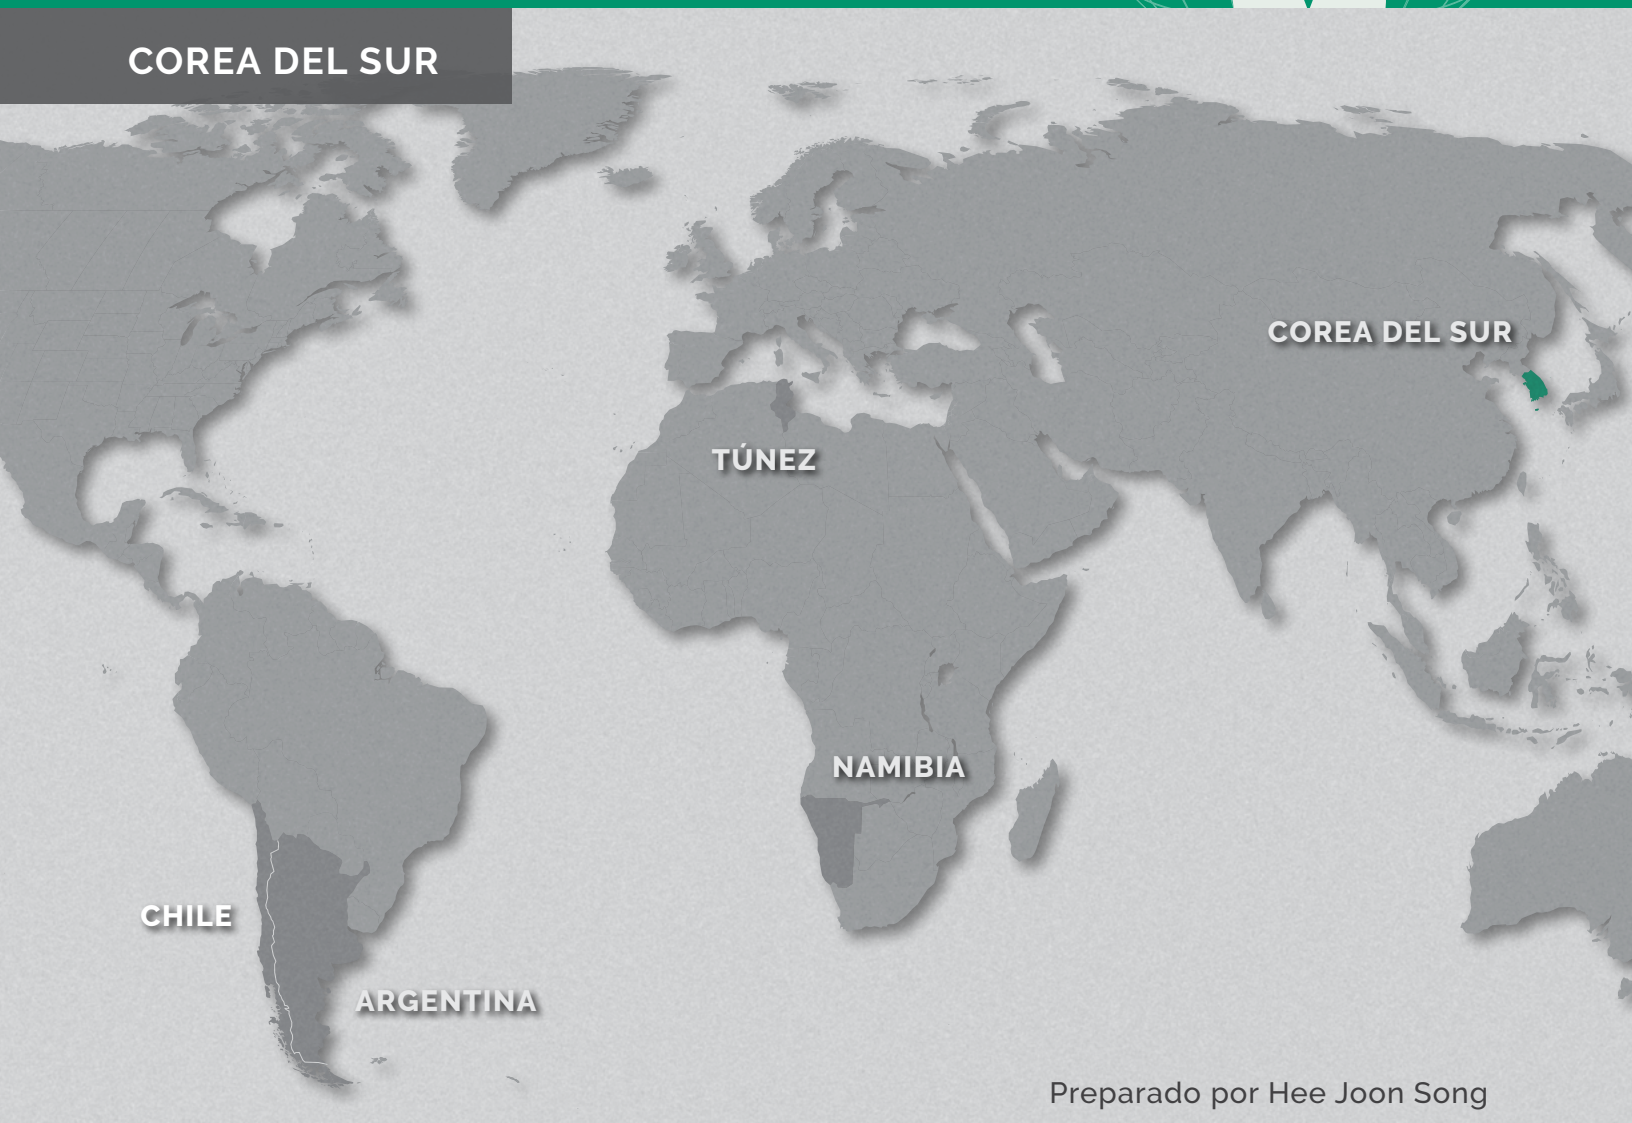 COREA DEL SUR
COREA DEL SUR
TÚNEZ
NAMIBIA
CHILE
ARGENTINA
Preparado por Hee Joon Song